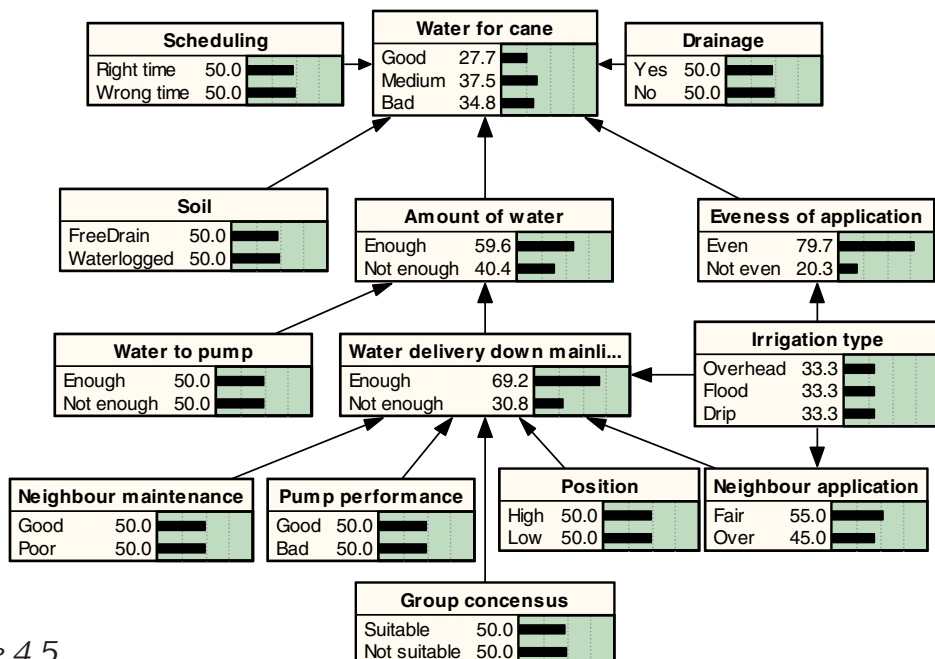 Scheduling
Right time 50.0
Wrong time 50.0
Water for cane
Good 27.7
Medium 37.5
Bad 34.8
Drainage
Yes 50.0
No 50.0
Soil
FreeDrain 50.0
Waterlogged 50.0
Amount of water
Enough 59.6
Not enough 40.4
Eveness of application
Even 79.7
Not even 20.3
Water to pump
Enough 50.0
Not enough 50.0
Water delivery down mainli...
Enough 69.2
Not enough 30.8
Irrigation type
Overhead 33.3
Flood 33.3
Drip 33.3
Neighbour maintenance
Good 50.0
Poor 50.0
Pump performance
Good 50.0
Bad 50.0
Position
High 50.0
Low 50.0
Neighbour application
Fair 55.0
Over 45.0
Group concensus
Suitable 50.0
Not suitable 50.0
4.5